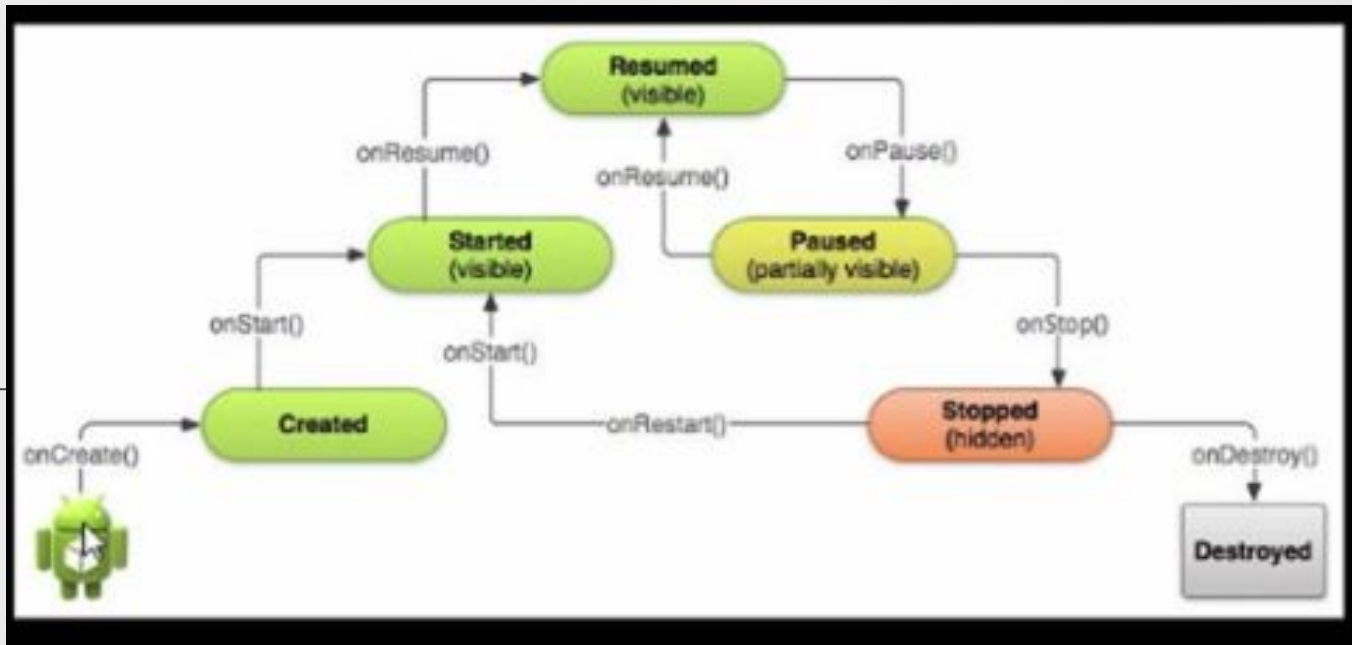 Resumed
(visible)
onResume()
onPause()
onResume()
Started
(visible)
Paused
(partially visible)
onStart()
onStop()
onStart()
Created
Stopped
(hidden)
onRestart()
onCreate()
onDestroy()
Destroyed